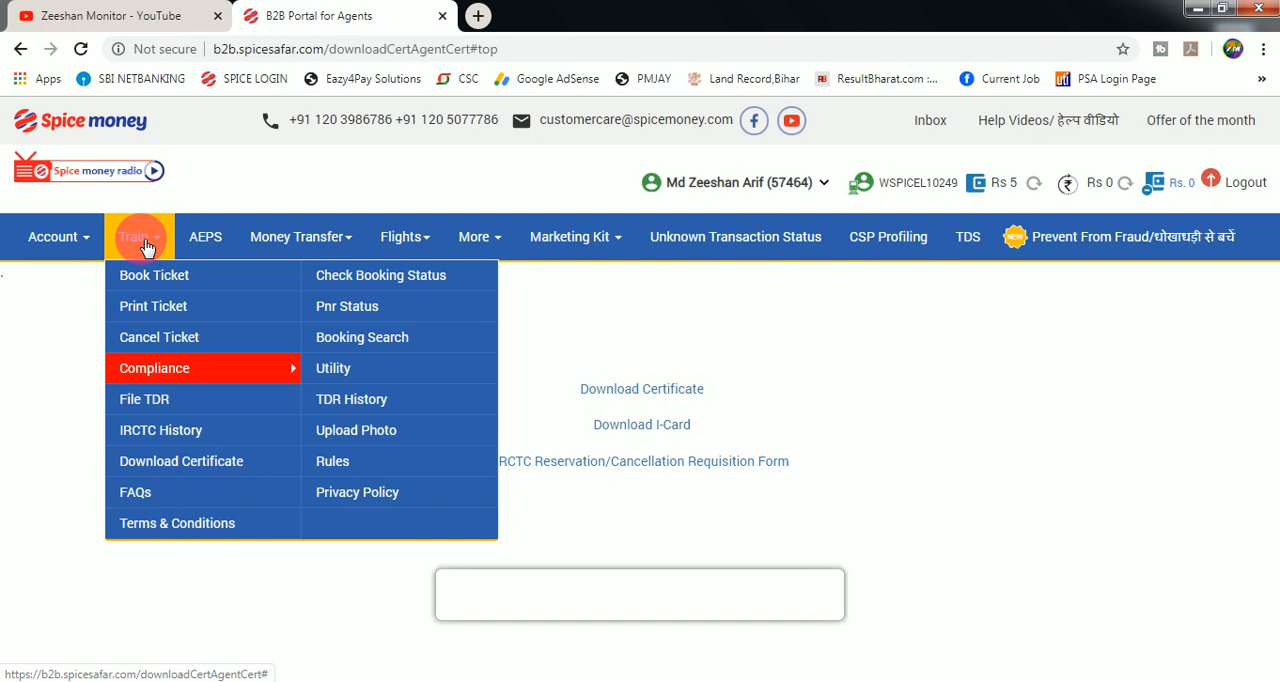 Zeeshan Monitor - YouTube
B2B Portal for Agents
Not secure | b2b.spicesafar.com/downloadCertAgentCert#top
Apps SBI NETBANKING SPICE LOGIN Eazy4Pay Solutions CSC Google AdSense PMJAY Land Record,Bihar ResultBharat.com :... Current Job PSA Login Page »
Spice money
+91 120 3986786 +91 120 5077786 customercare@spicemoney.com
Inbox Help Videos/ हेल्प वीडियो Offer of the month
Spice money radio
Md Zeeshan Arif (57464) WSPICEL10249 Rs 5 Rs 0 Rs. 0 Logout
Account Train AEPS Money Transfer Flights More Marketing Kit Unknown Transaction Status CSP Profiling TDS NEW Prevent From Fraud/धोखाधड़ी से बचें
Book Ticket Check Booking Status
Print Ticket Pnr Status
Cancel Ticket Booking Search
Compliance Utility
File TDR TDR History
IRCTC History Upload Photo
Download Certificate Rules
FAQs Privacy Policy
Terms & Conditions
Download Certificate
Download I-Card
RCTC Reservation/Cancellation Requisition Form
https://b2b.spicesafar.com/downloadCertAgentCert#